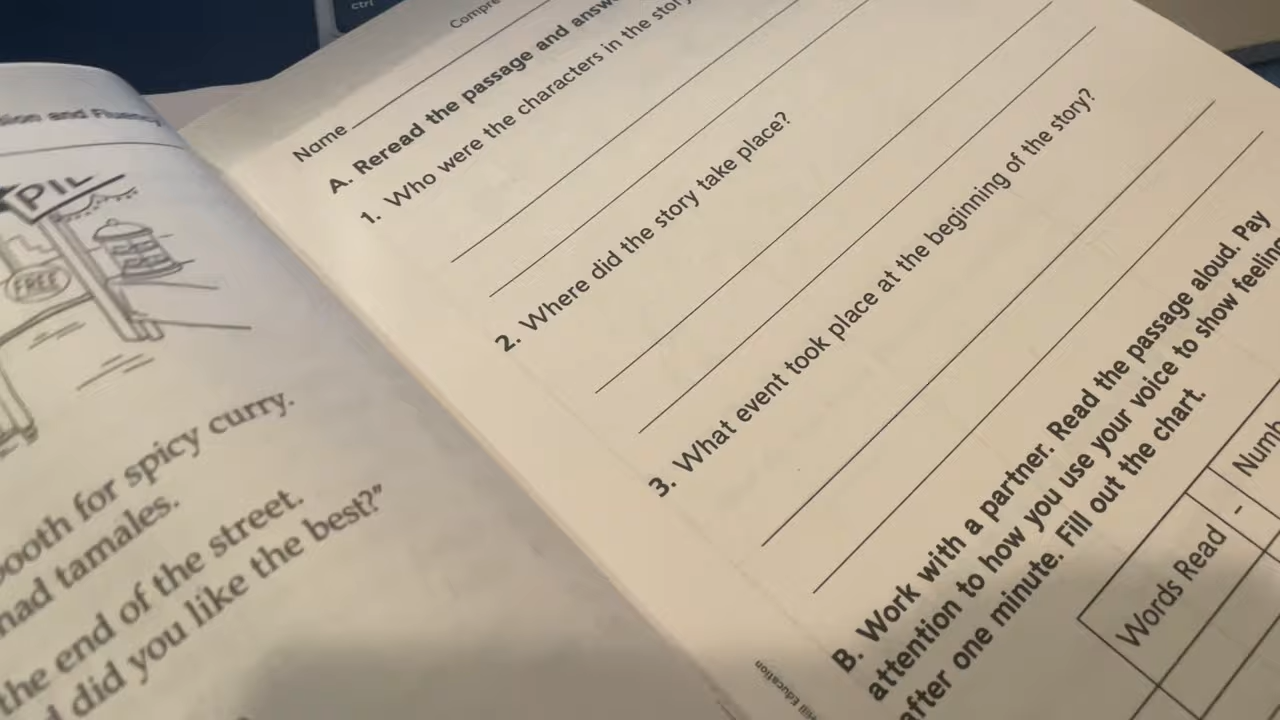 ctrl
PIL
FREE
ooth for spicy curry.
had tamales.
the end of the street.
d did you like the best?"
Compre
Name
A. Reread the passage and answ
1. Who were the characters in the stor
2. Where did the story take place?
3. What event took place at the beginning of the story?
B. Work with a partner. Read the passage aloud. Pay
attention to how you use your voice to show feeling
after one minute. Fill out the chart.
Words Read
-
Numb
Hill Education